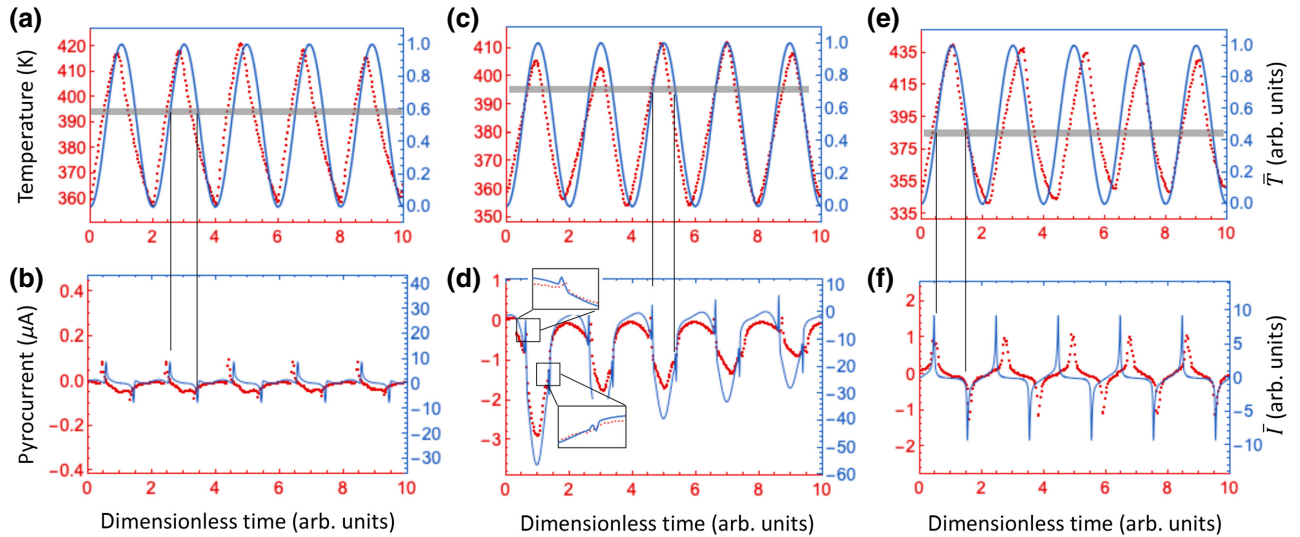 (a) (c) (e)
Temperature (K)
420 410 400 390 380 370 360
1.0 0.8 0.6 0.4 0.2 0.0
0 2 4 6 8 10
410 400 390 380 370 360 350
1.0 0.8 0.6 0.4 0.2 0.0
0 2 4 6 8 10
435 415 395 375 355 335
1.0 0.8 0.6 0.4 0.2 0.0
0 2 4 6 8 10
T̄ (arb. units)
(b) (d) (f)
Pyrocurrent (μA)
0.4 0.2 0.0 −0.2 −0.4
40 30 20 10 0 −10 −20 −30
0 2 4 6 8 10
1 0 −1 −2 −3
10 0 −10 −20 −30 −40 −50 −60
0 2 4 6 8 10
2 1 0 −1 −2
10 5 0 −5 −10
0 2 4 6 8 10
Ī (arb. units)
Dimensionless time (arb. units) Dimensionless time (arb. units) Dimensionless time (arb. units)